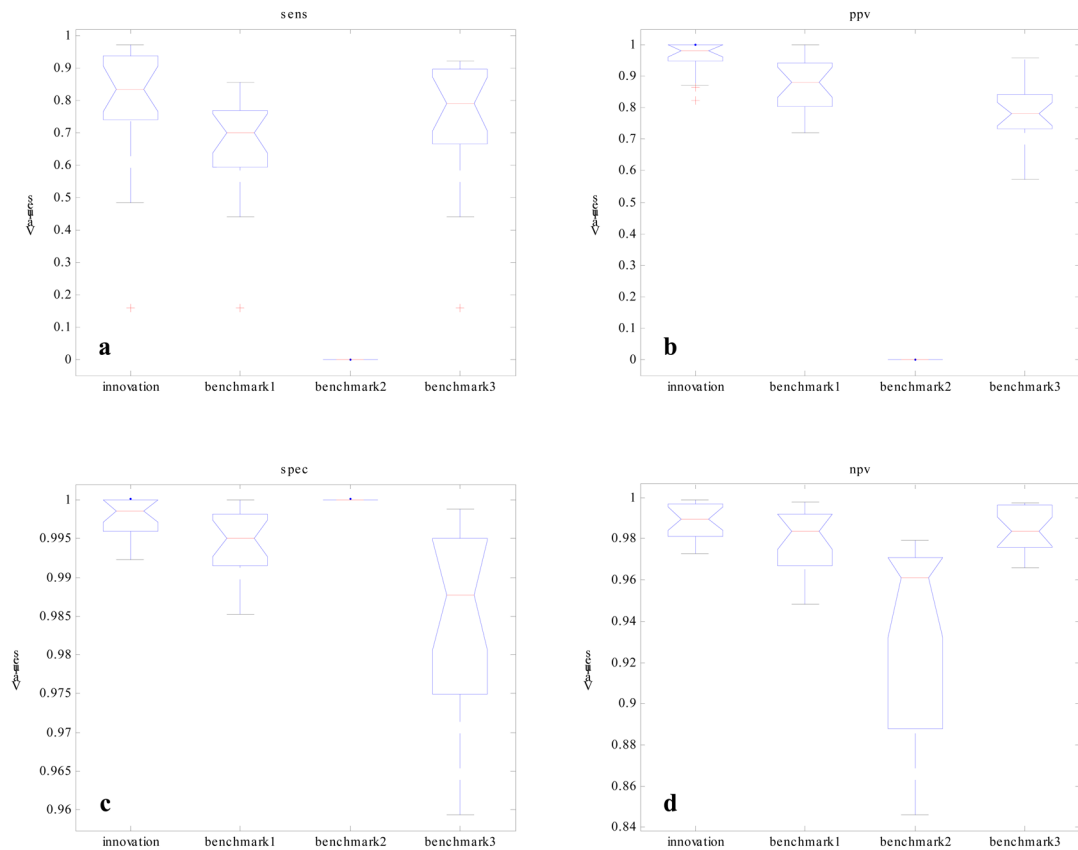 sens
1
0.9
0.8
0.7
0.6
0.5
0.4
0.3
0.2
0.1
0
Values
a
innovation benchmark1 benchmark2 benchmark3
ppv
1
0.9
0.8
0.7
0.6
0.5
0.4
0.3
0.2
0.1
0
Values
b
innovation benchmark1 benchmark2 benchmark3
spec
1
0.995
0.99
0.985
0.98
0.975
0.97
0.965
0.96
Values
c
innovation benchmark1 benchmark2 benchmark3
npv
1
0.98
0.96
0.94
0.92
0.9
0.88
0.86
0.84
Values
d
innovation benchmark1 benchmark2 benchmark3